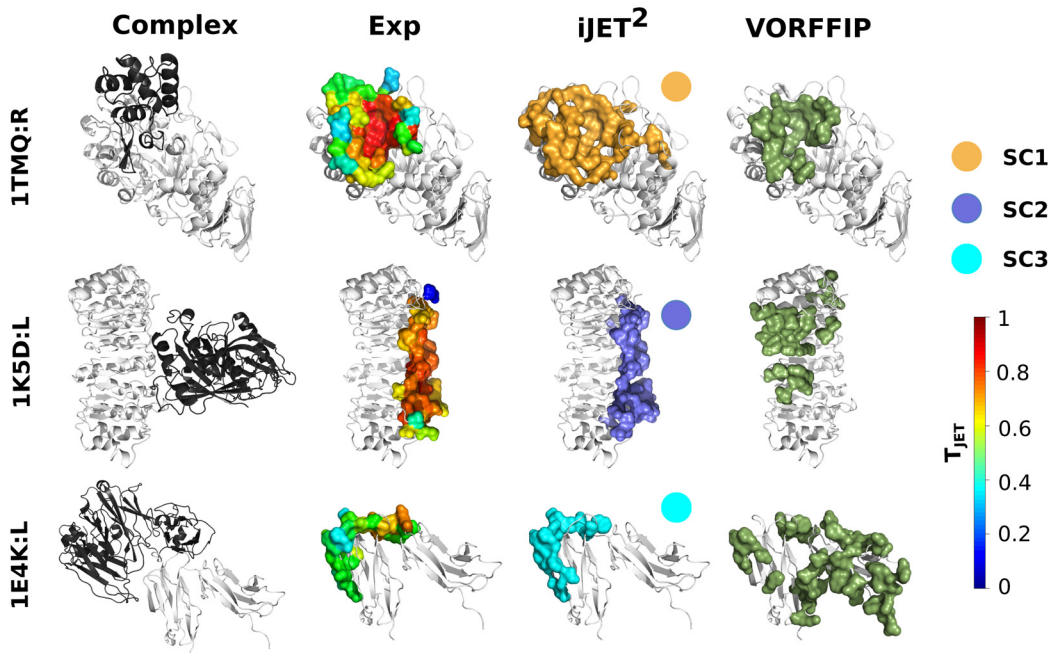 Complex Exp iJET2 VORFFIP
1TMQ:R
SC1
SC2
SC3
1K5D:L
1
0.8
0.6
0.4
0.2
0
TJET
1E4K:L